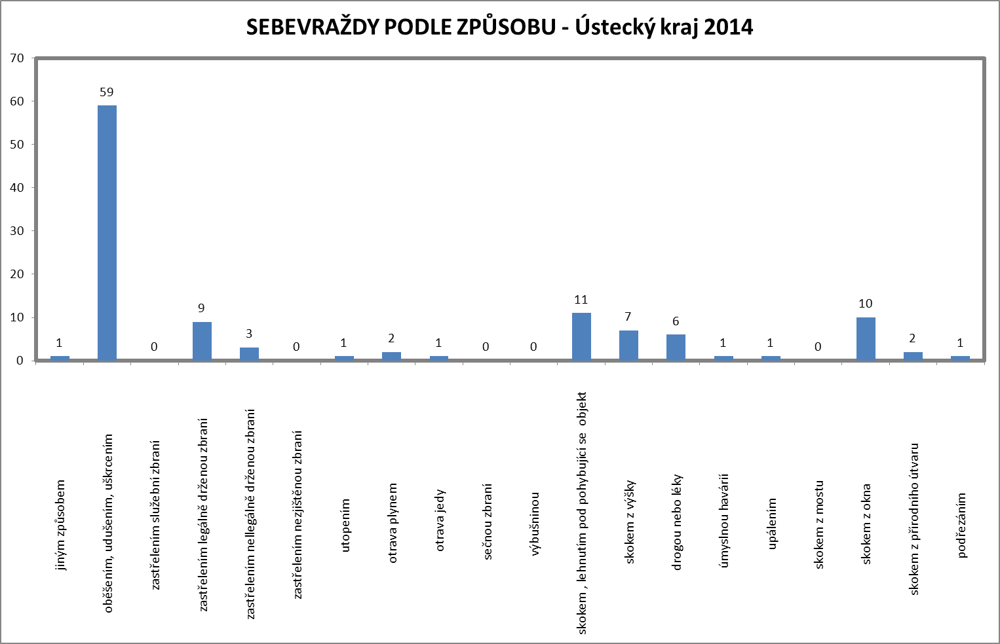 SEBEVRAŽDY PODLE ZPŮSOBU - Ústecký kraj 2014
70
60
50
40
30
20
10
0
1
59
0
9
3
0
1
2
1
0
0
11
7
6
1
1
0
10
2
1
jiným způsobem
oběšením, udušením, uškrcením
zastřelením služební zbraní
zastřelením legálně drženou zbraní
zastřelením nellegálně drženou zbraní
zastřelením nezjištěnou zbraní
utopením
otrava plynem
otrava jedy
sečnou zbraní
výbušninou
skokem , lehnutím pod pohybující se  objekt
skokem z výšky
drogou nebo léky
úmyslnou havárií
upálením
skokem z mostu
skokem z okna
skokem z přírodního útvaru
podřezáním